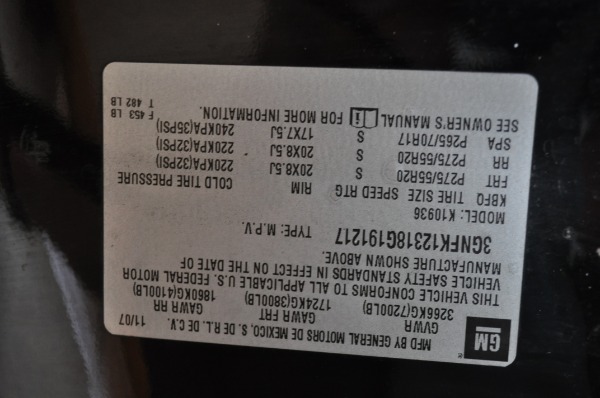 GM
MFD BY GENERAL MOTORS DE MEXICO, S. DE R.L. DE C.V.
11/07
GVWR GAWR FRT GAWR RR
3266KG(7200LB) 1724KG(3800LB) 1860KG(4100LB)
THIS VEHICLE CONFORMS TO ALL APPLICABLE U.S. FEDERAL MOTOR
VEHICLE SAFETY STANDARDS IN EFFECT ON THE DATE OF
MANUFACTURE SHOWN ABOVE.
3GNFK12318G191217 TYPE: M.P.V.
MODEL: K10936
KBFQ TIRE SIZE SPEED RTG RIM COLD TIRE PRESSURE
FRT P275/55R20 S 20X8.5J 220KPA(32PSI)
RR P275/55R20 S 20X8.5J 220KPA(32PSI)
SPA P265/70R17 S 17X7.5J 240KPA(35PSI)
SEE OWNER'S MANUAL FOR MORE INFORMATION.
F 453 LB
T 482 LB